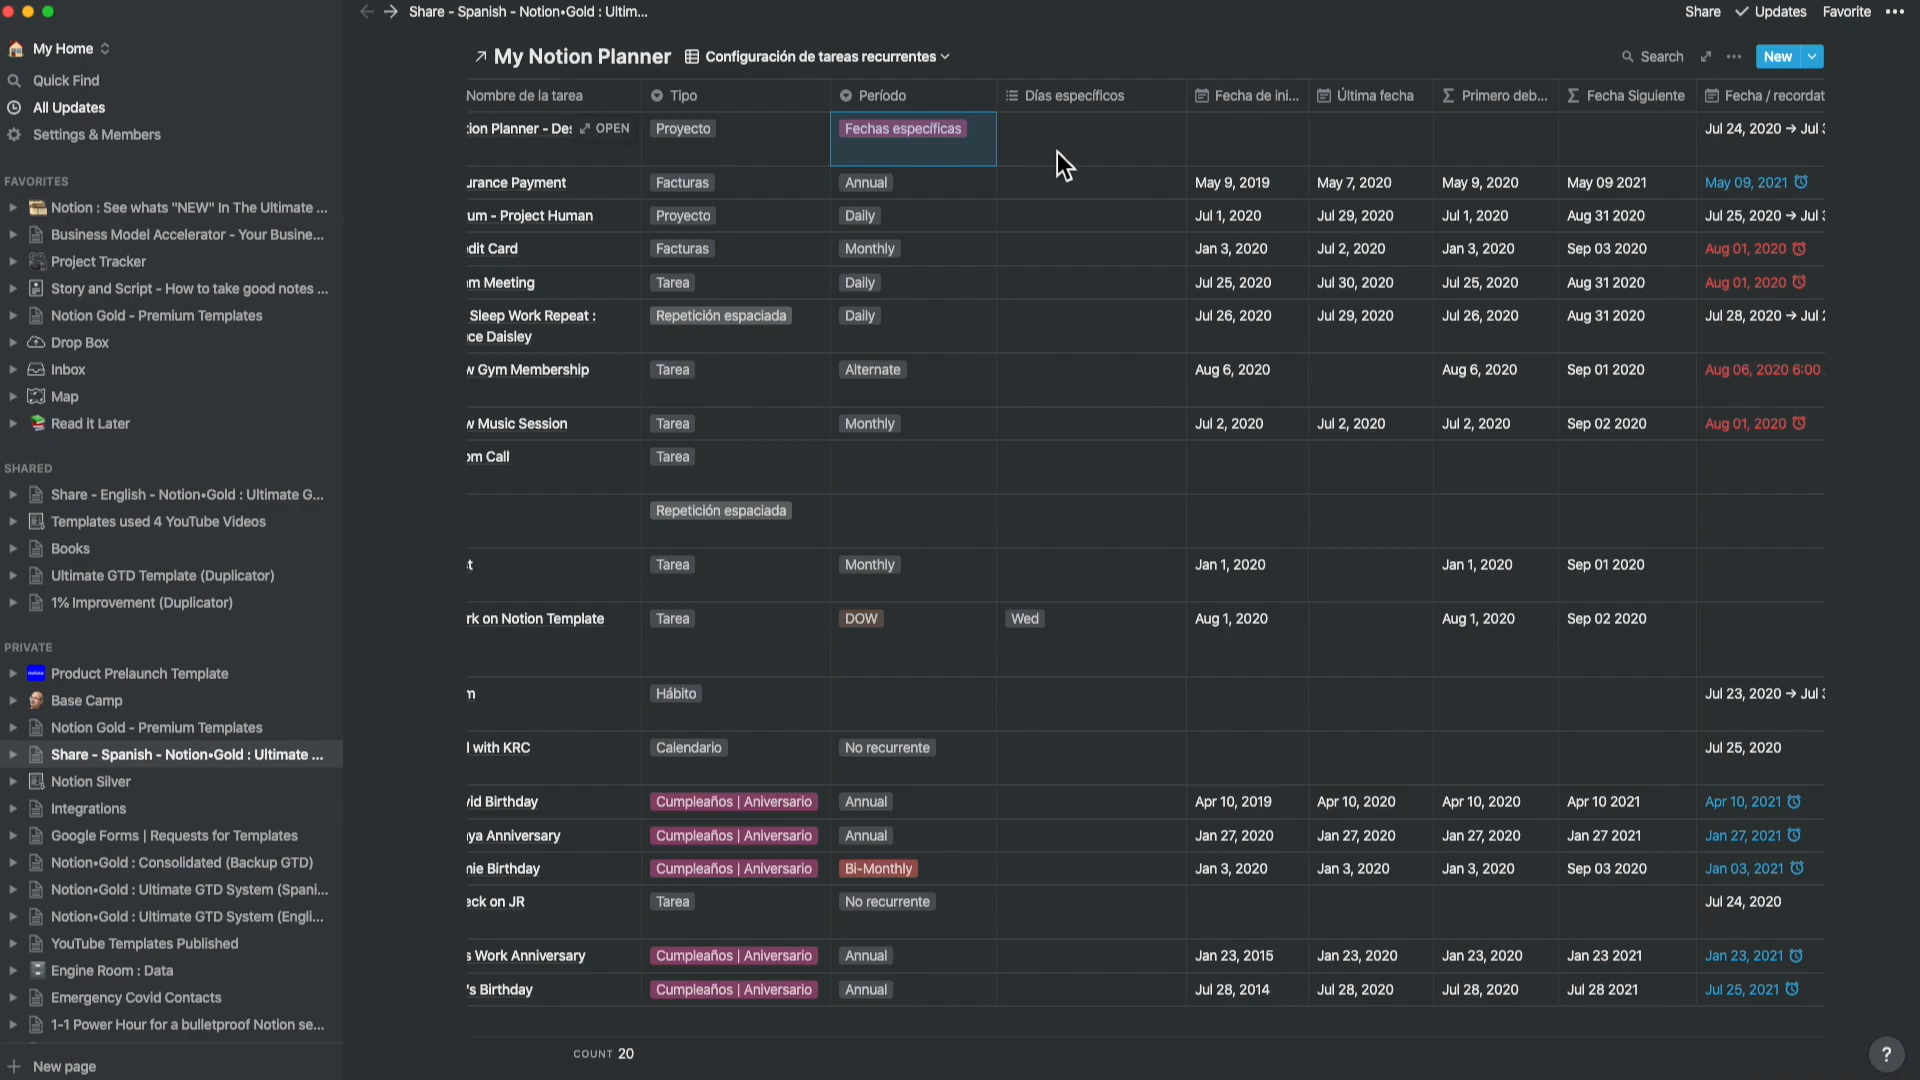 Share - Spanish - Notion•Gold : Ultim...
Share
Updates
Favorite
My Home
Quick Find
All Updates
Settings & Members
FAVORITES
Notion : See whats "NEW" In The Ultimate ...
Business Model Accelerator - Your Busine...
Project Tracker
Story and Script - How to take good notes ...
Notion Gold - Premium Templates
Drop Box
Inbox
Map
Read it Later
SHARED
Share - English - Notion•Gold : Ultimate G...
Templates used 4 YouTube Videos
Books
Ultimate GTD Template (Duplicator)
1% Improvement (Duplicator)
PRIVATE
Product Prelaunch Template
Base Camp
Notion Gold - Premium Templates
Share - Spanish - Notion•Gold : Ultimate ...
Notion Silver
Integrations
Google Forms | Requests for Templates
Notion•Gold : Consolidated (Backup GTD)
Notion•Gold : Ultimate GTD System (Spani...
Notion•Gold : Ultimate GTD System (Engli...
YouTube Templates Published
Engine Room : Data
Emergency Covid Contacts
1-1 Power Hour for a bulletproof Notion se...
New page
My Notion Planner Configuración de tareas recurrentes
Search
New
Nombre de la tarea Tipo Período Días específicos Fecha de ini... Última fecha Primero deb... Fecha Siguiente Fecha / recordat
ion Planner - Des OPEN Proyecto Fechas específicas Jul 24, 2020 → Jul 3
urance Payment Facturas Annual May 9, 2019 May 7, 2020 May 9, 2020 May 09 2021 May 09, 2021
um - Project Human Proyecto Daily Jul 1, 2020 Jul 29, 2020 Jul 1, 2020 Aug 31 2020 Jul 25, 2020 → Jul 3
edit Card Facturas Monthly Jan 3, 2020 Jul 2, 2020 Jan 3, 2020 Sep 03 2020 Aug 01, 2020
m Meeting Tarea Daily Jul 25, 2020 Jul 30, 2020 Jul 25, 2020 Aug 31 2020 Aug 01, 2020
Sleep Work Repeat : Repetición espaciada Daily Jul 26, 2020 Jul 29, 2020 Jul 26, 2020 Aug 31 2020 Jul 28, 2020 → Jul 2
ce Daisley
w Gym Membership Tarea Alternate Aug 6, 2020 Aug 6, 2020 Sep 01 2020 Aug 06, 2020 6:00
w Music Session Tarea Monthly Jul 2, 2020 Jul 2, 2020 Jul 2, 2020 Sep 02 2020 Aug 01, 2020
om Call Tarea
Repetición espaciada
t Tarea Monthly Jan 1, 2020 Jan 1, 2020 Sep 01 2020
rk on Notion Template Tarea DOW Wed Aug 1, 2020 Aug 1, 2020 Sep 02 2020
m Hábito Jul 23, 2020 → Jul 3
l with KRC Calendario No recurrente Jul 25, 2020
vid Birthday Cumpleaños | Aniversario Annual Apr 10, 2019 Apr 10, 2020 Apr 10, 2020 Apr 10 2021 Apr 10, 2021
ya Anniversary Cumpleaños | Aniversario Annual Jan 27, 2020 Jan 27, 2020 Jan 27, 2020 Jan 27 2021 Jan 27, 2021
nie Birthday Cumpleaños | Aniversario Bi-Monthly Jan 3, 2020 Jan 3, 2020 Jan 3, 2020 Sep 03 2020 Jan 03, 2021
eck on JR Tarea No recurrente Jul 24, 2020
s Work Anniversary Cumpleaños | Aniversario Annual Jan 23, 2015 Jan 23, 2020 Jan 23, 2020 Jan 23 2021 Jan 23, 2021
's Birthday Cumpleaños | Aniversario Annual Jul 28, 2014 Jul 28, 2020 Jul 28, 2020 Jul 28 2021 Jul 25, 2021
COUNT 20
?